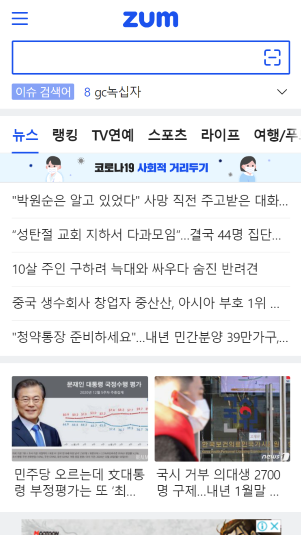 zum
이슈 검색어 8 gc녹십자
뉴스 랭킹 TV연예 스포츠 라이프 여행/푸
코로나19 사회적 거리두기
"박원순은 알고 있었다" 사망 직전 주고받은 대화...
"성탄절 교회 지하서 다과모임"...결국 44명 집단...
10살 주인 구하려 늑대와 싸우다 숨진 반려견
중국 생수회사 창업자 중산산, 아시아 부호 1위 ...
"청약통장 준비하세요"...내년 민간분양 39만가구,...
문재인 대통령 국정수행 평가
민주당 오르는데 文대통
령 부정평가는 또 '최...
국시 거부 의대생 2700
명 구제...내년 1월말 ...